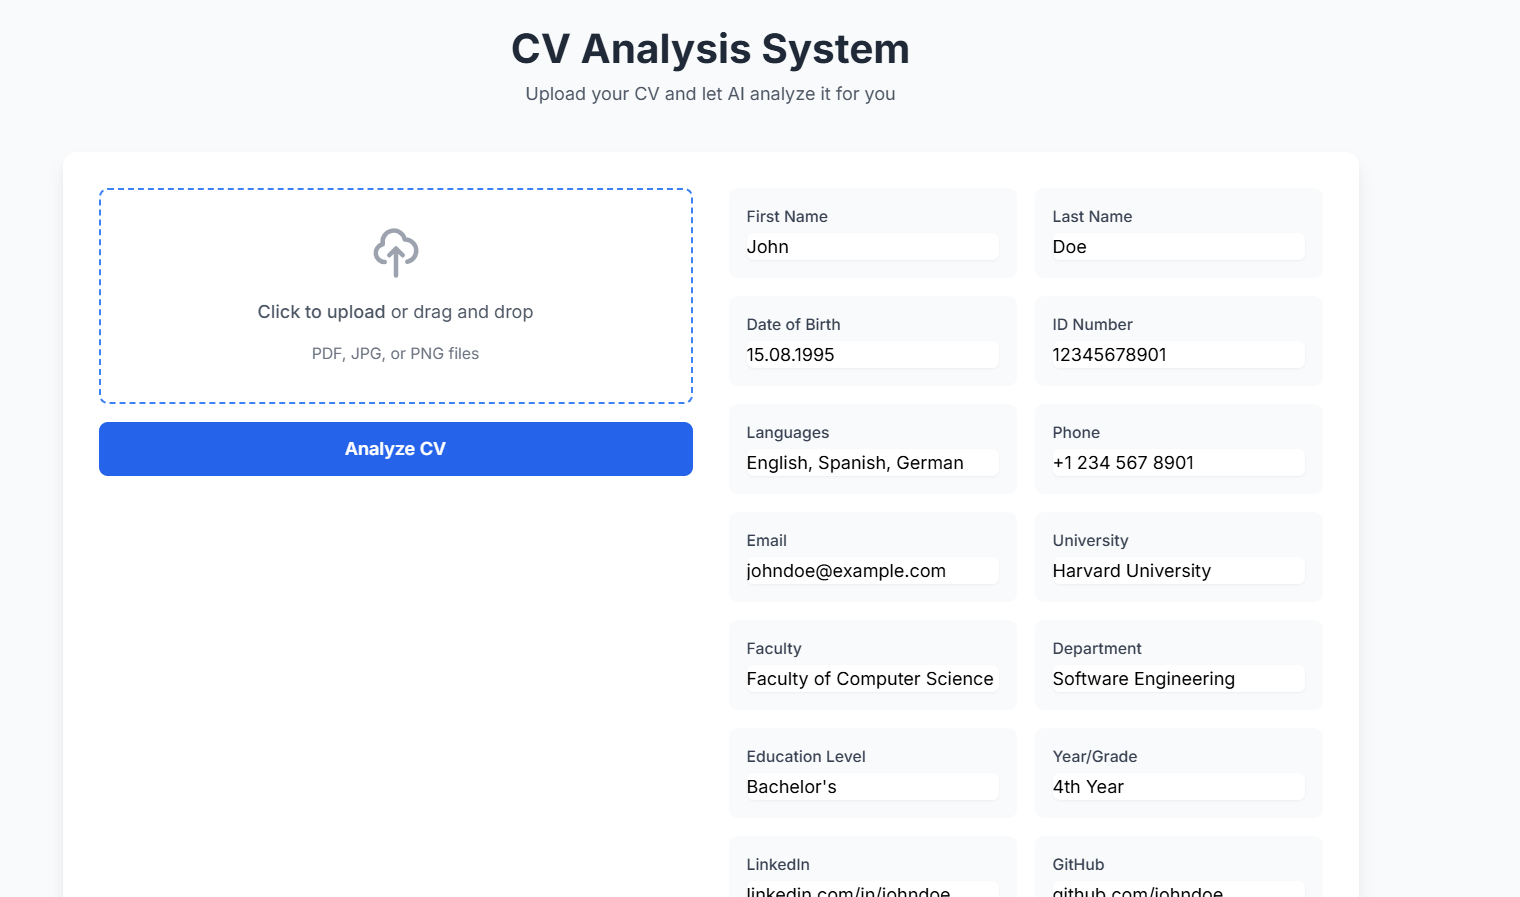 CV Analysis System
Upload your CV and let AI analyze it for you
Click to upload or drag and drop
PDF, JPG, or PNG files
Analyze CV
First Name
John
Last Name
Doe
Date of Birth
15.08.1995
ID Number
12345678901
Languages
English, Spanish, German
Phone
+1 234 567 8901
Email
johndoe@example.com
University
Harvard University
Faculty
Faculty of Computer Science
Department
Software Engineering
Education Level
Bachelor's
Year/Grade
4th Year
LinkedIn
linkedin.com/in/johndoe
GitHub
github.com/johndoe